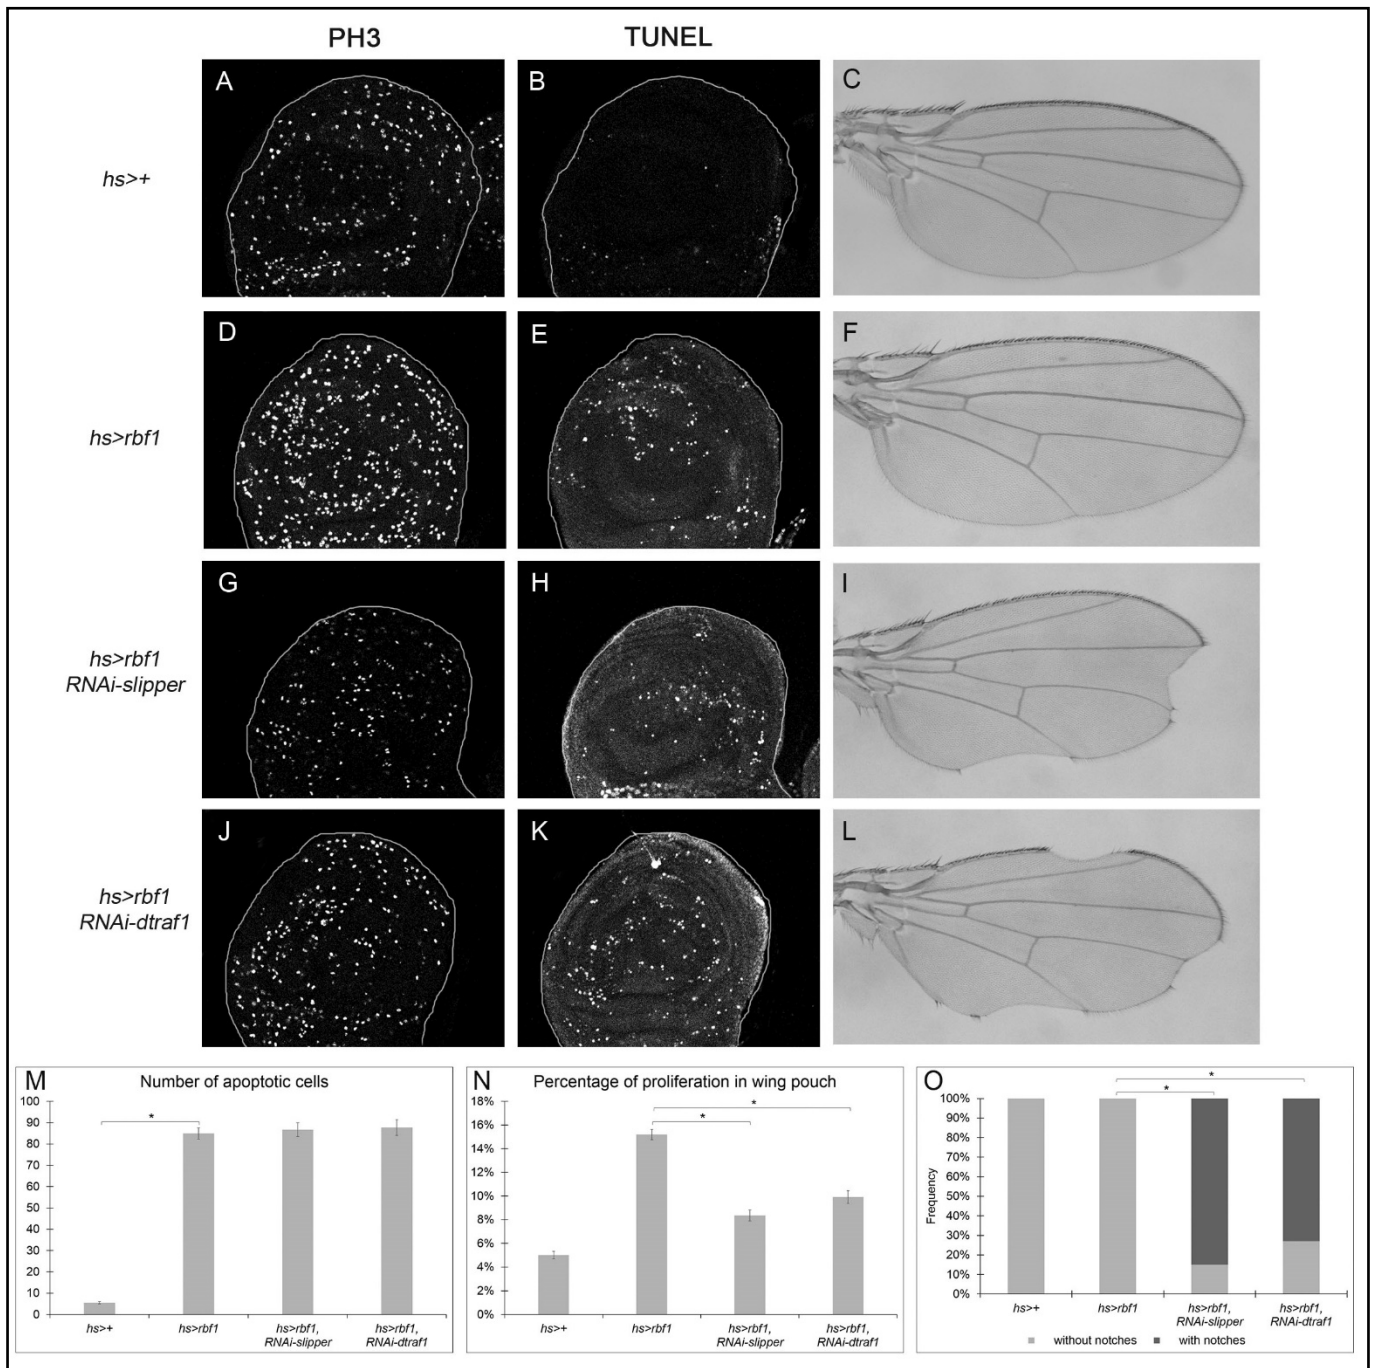 PH3 TUNEL
A B C
hs>+
D E F
hs>rbf1
G H I
hs>rbf1
RNAi-slipper
J K L
hs>rbf1
RNAi-dtraf1
M Number of apoptotic cells
100
90
80
70
60
50
40
30
20
10
0
*
hs>+ hs>rbf1 hs>rbf1, hs>rbf1,
RNAi-slipper RNAi-dtraf1
N Percentage of proliferation in wing pouch
18%
16%
14%
12%
10%
8%
6%
4%
2%
0%
*
*
hs>+ hs>rbf1 hs>rbf1, hs>rbf1,
RNAi-slipper RNAi-dtraf1
O
*
*
100%
90%
80%
70%
60%
50%
40%
30%
20%
10%
0%
Frequency
hs>+ hs>rbf1 hs>rbf1, hs>rbf1,
RNAi-slipper RNAi-dtraf1
without notches with notches